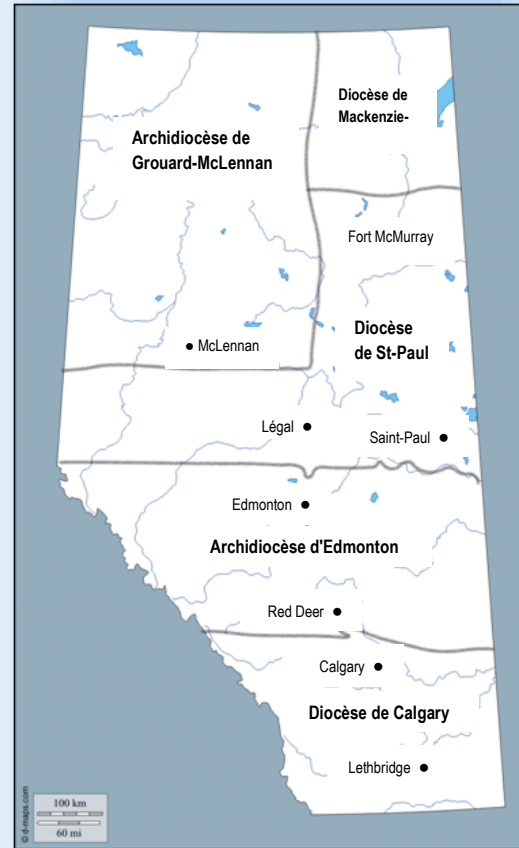 Diocèse de
Mackenzie-
Archidiocèse de
Grouard-McLennan
Fort McMurray
Diocèse
de St-Paul
McLennan
Légal
Saint-Paul
Edmonton
Archidiocèse d'Edmonton
Red Deer
Calgary
Diocèse de Calgary
Lethbridge
100 km
60 mi
© d-maps.com